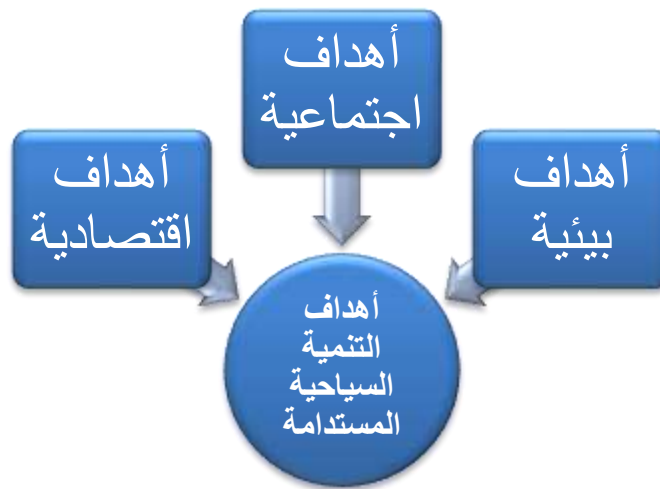 أهداف
اجتماعية
أهداف
بيئية
أهداف
اقتصادية
أهداف
التنمية
السياحية
المستدامة